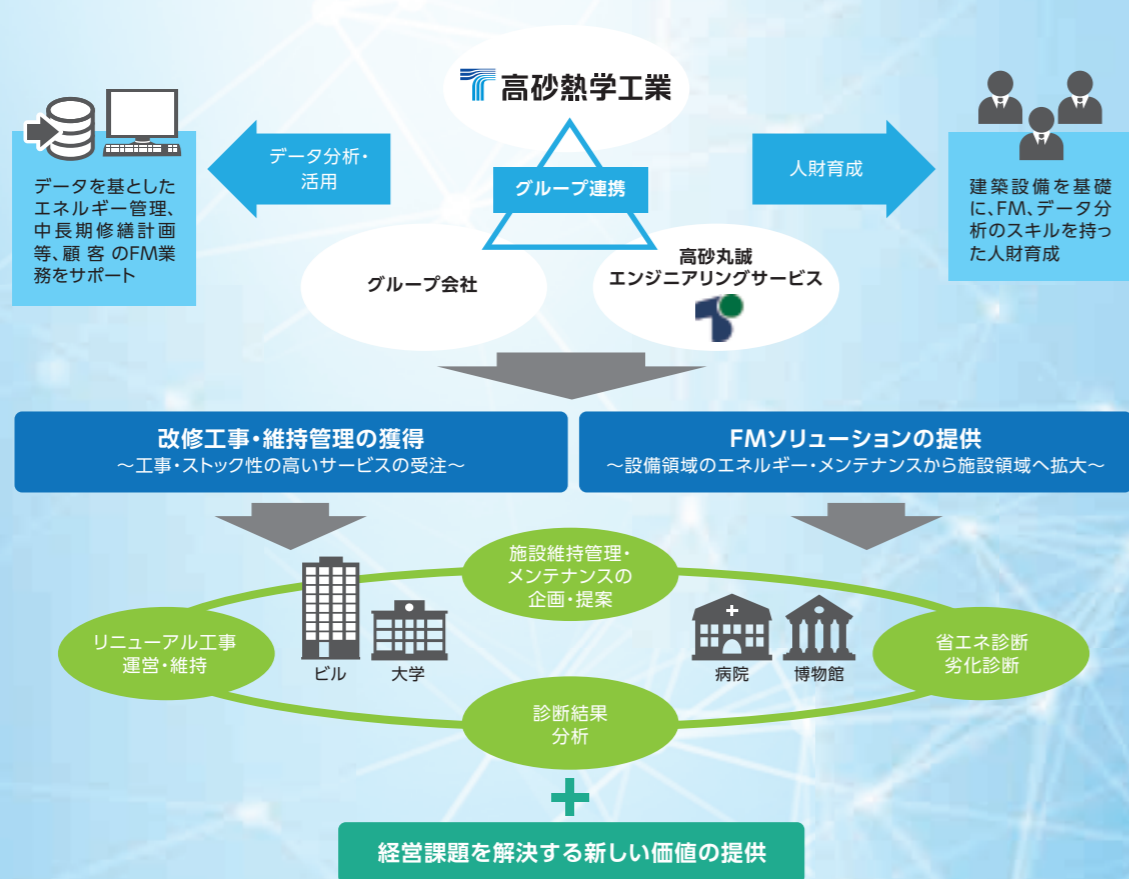 高砂熱学工業
データ分析・
活用
グループ連携
人財育成
データを基とした
エネルギー管理、
中長期修繕計画
等、顧客のFM業
務をサポート
建築設備を基礎
に、FM、データ分
析のスキルを持っ
た人財育成
グループ会社
高砂丸誠
エンジニアリングサービス
改修工事・維持管理の獲得
〜工事・ストック性の高いサービスの受注〜
FMソリューションの提供
〜設備領域のエネルギー・メンテナンスから施設領域へ拡大〜
施設維持管理・
メンテナンスの
企画・提案
リニューアル工事
運営・維持
ビル
大学
病院
博物館
省エネ診断
劣化診断
診断結果
分析
+
経営課題を解決する新しい価値の提供